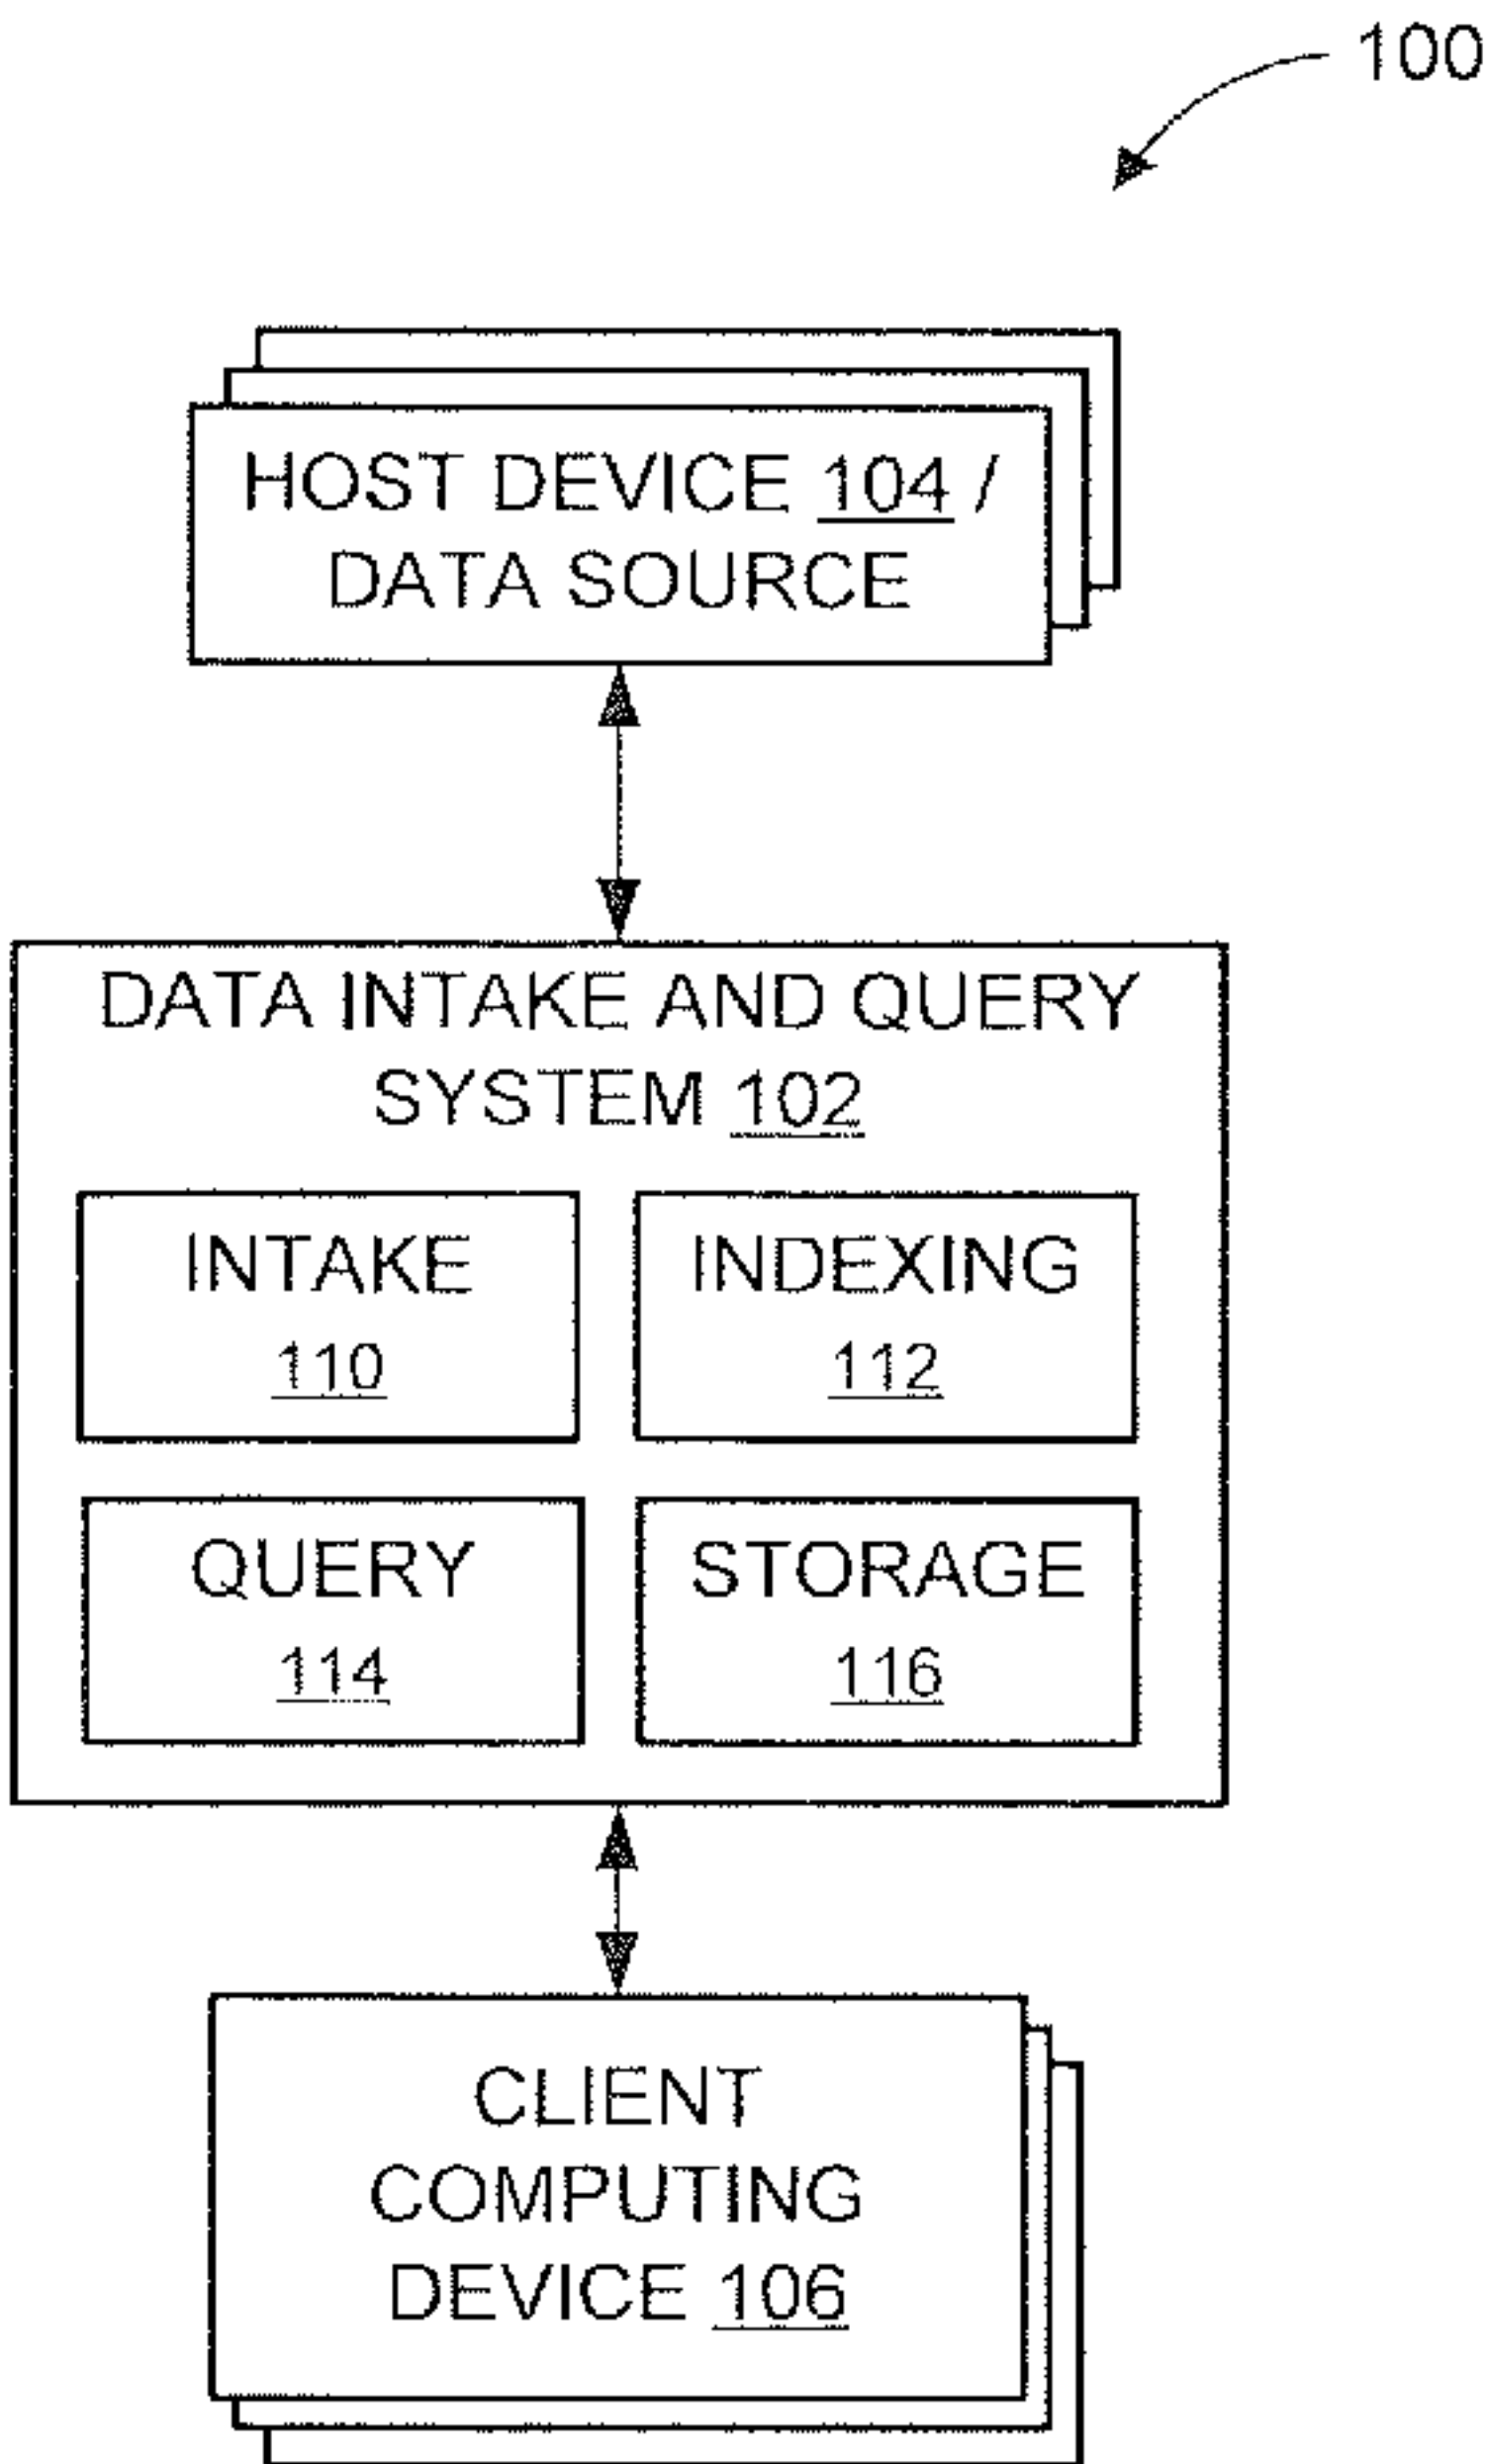 100
HOST DEVICE 104 /
DATA SOURCE
DATA INTAKE AND QUERY
SYSTEM 102
INTAKE
110
INDEXING
112
QUERY
114
STORAGE
116
CLIENT
COMPUTING
DEVICE 106